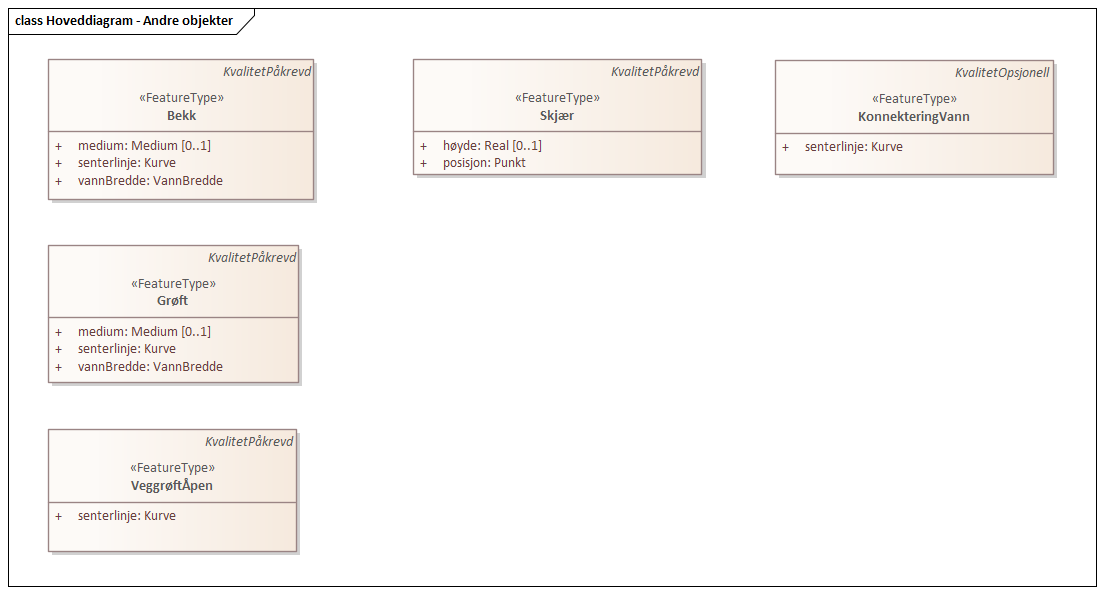 class Hoveddiagram - Andre objekter
KvalitetPåkrevd
«FeatureType»
Bekk
+ medium: Medium [0..1]
+ senterlinje: Kurve
+ vannBredde: VannBredde
KvalitetPåkrevd
«FeatureType»
Skjær
+ høyde: Real [0..1]
+ posisjon: Punkt
KvalitetOpsjonell
«FeatureType»
KonnekteringVann
+ senterlinje: Kurve
KvalitetPåkrevd
«FeatureType»
Grøft
+ medium: Medium [0..1]
+ senterlinje: Kurve
+ vannBredde: VannBredde
KvalitetPåkrevd
«FeatureType»
VeggrøftÅpen
+ senterlinje: Kurve